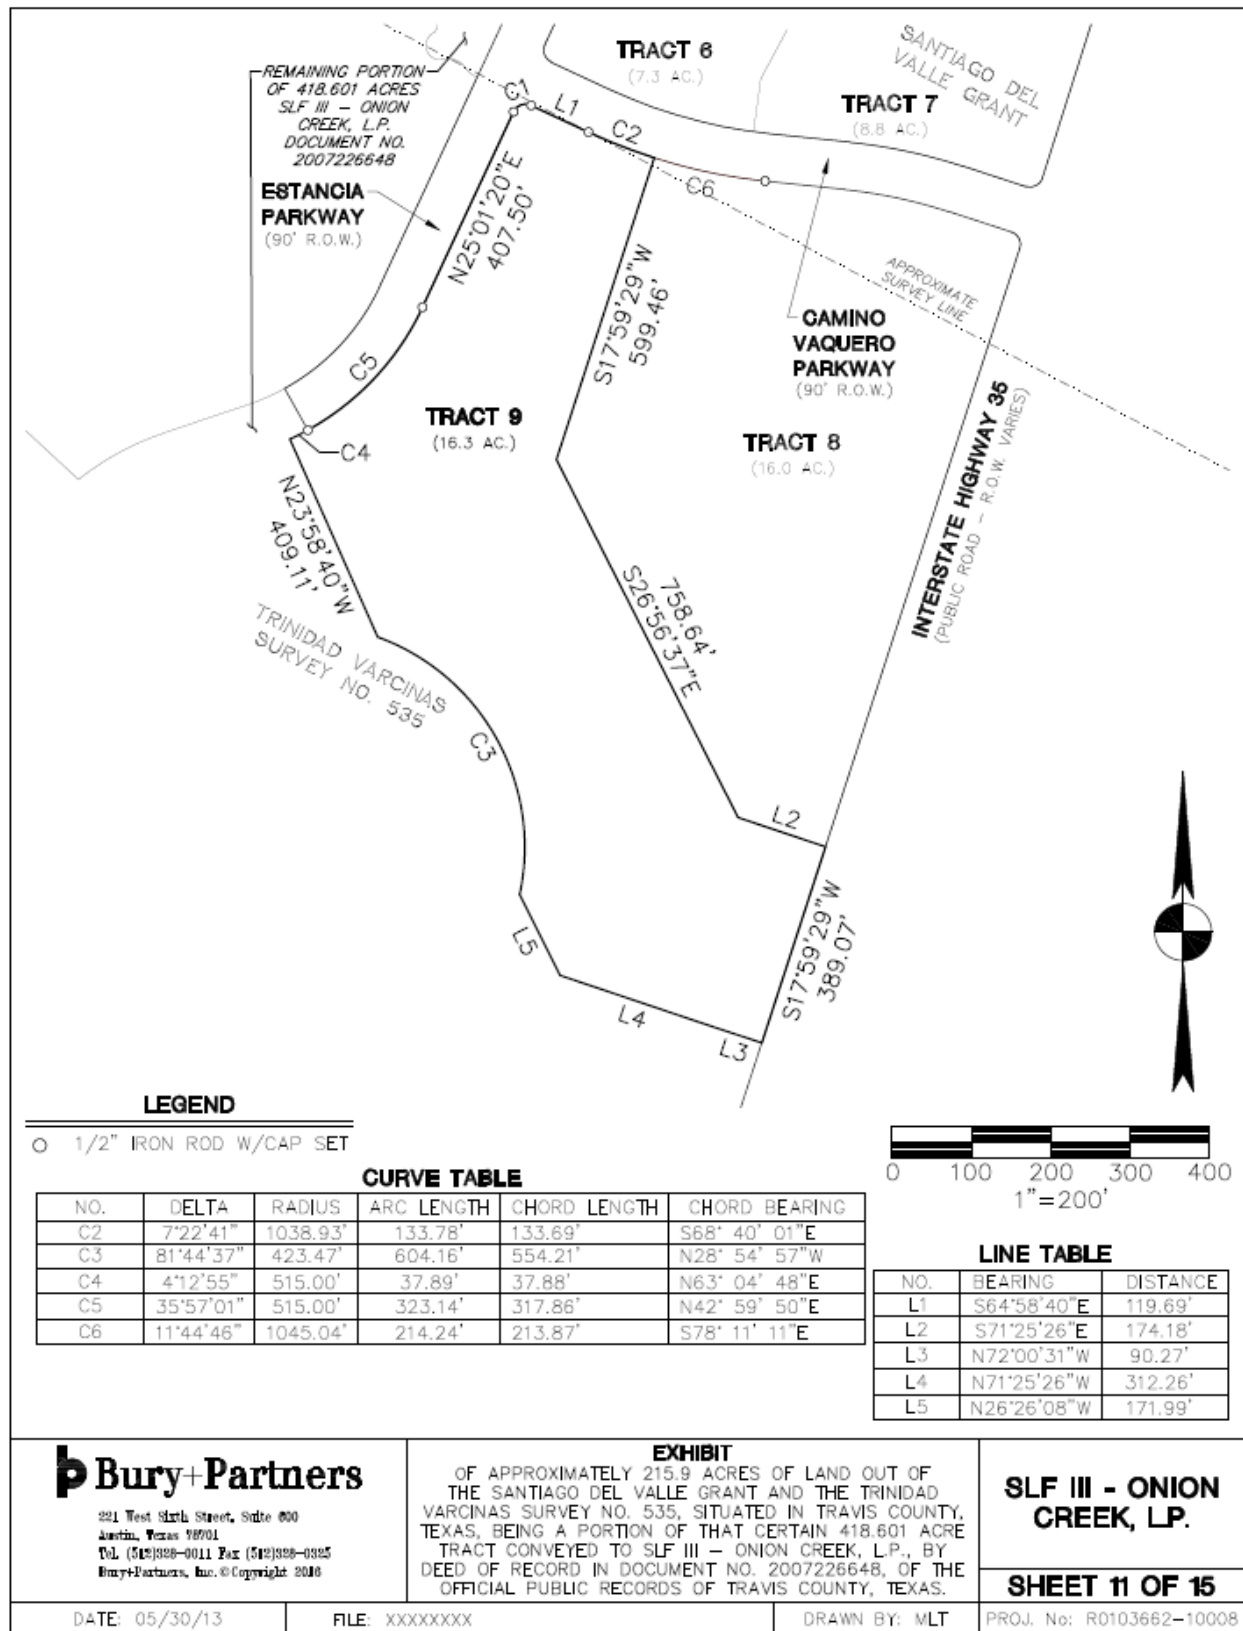 TRACT 6
(7.3 AC.)
SANTIAGO DEL
VALLE GRANT
TRACT 7
(8.8 AC.)
REMAINING PORTION
OF 418.601 ACRES
SLF III – ONION
CREEK, L.P.
DOCUMENT NO.
2007226648
ESTANCIA
PARKWAY
(90' R.O.W.)
L1
C2
C6
N25°01'20"E
407.50'
S17°59'29"W
599.46'
APPROXIMATE
SURVEY LINE
CAMINO
VAQUERO
PARKWAY
(90' R.O.W.)
C5
C4
TRACT 9
(16.3 AC.)
TRACT 8
(16.0 AC.)
INTERSTATE HIGHWAY 35
(PUBLIC ROAD – R.O.W. VARIES)
N23°58'40"W
409.11'
758.64'
S26°56'37"E
TRINIDAD VARCINAS
SURVEY NO. 535
C3
L2
S17°59'29"W
389.07'
L5
L4
L3
LEGEND
1/2" IRON ROD W/CAP SET
0 100 200 300 400
1"=200'
CURVE TABLE
NO. DELTA RADIUS ARC LENGTH CHORD LENGTH CHORD BEARING
C2 7°22'41" 1038.93' 133.78' 133.69' S68° 40' 01"E
C3 81°44'37" 423.47' 604.16' 554.21' N28° 54' 57"W
C4 4°12'55" 515.00' 37.89' 37.88' N63° 04' 48"E
C5 35°57'01" 515.00' 323.14' 317.86' N42° 59' 50"E
C6 11°44'46" 1045.04' 214.24' 213.87' S78° 11' 11"E
LINE TABLE
NO. BEARING DISTANCE
L1 S64°58'40"E 119.69'
L2 S71°25'26"E 174.18'
L3 N72°00'31"W 90.27'
L4 N71°25'26"W 312.26'
L5 N26°26'08"W 171.99'
Bury+Partners
221 West Sixth Street, Suite 600
Austin, Texas 78701
Tel. (512)328-0011 Fax (512)328-0325
Bury+Partners, Inc. © Copyright
EXHIBIT
OF APPROXIMATELY 215.9 ACRES OF LAND OUT OF
THE SANTIAGO DEL VALLE GRANT AND THE TRINIDAD
VARCINAS SURVEY NO. 535, SITUATED IN TRAVIS COUNTY,
TEXAS, BEING A PORTION OF THAT CERTAIN 418.601 ACRE
TRACT CONVEYED TO SLF III – ONION CREEK, L.P., BY
DEED OF RECORD IN DOCUMENT NO. 2007226648, OF THE
OFFICIAL PUBLIC RECORDS OF TRAVIS COUNTY, TEXAS.
SLF III - ONION
CREEK, L.P.
SHEET 11 OF 15
DATE: 05/30/13
FILE: XXXXXXXX
DRAWN BY: MLT
PROJ. No: R0103662-10008